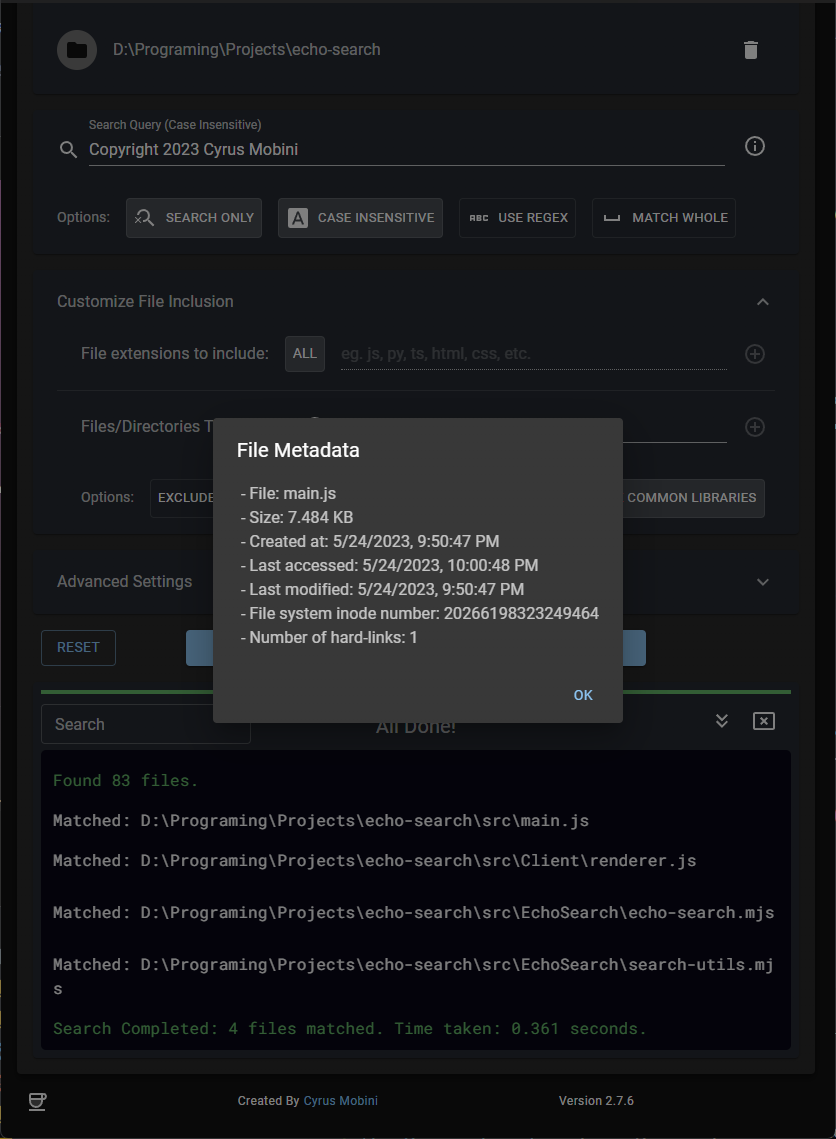 D:\Programing\Projects\echo-search
Search Query (Case Insensitive)
Copyright 2023 Cyrus Mobini
Options:
SEARCH ONLY
A
CASE INSENSITIVE
ABC
USE REGEX
MATCH WHOLE
Customize File Inclusion
File extensions to include:
ALL
eg. js, py, ts, html, css, etc.
Files/Directories T
Options:
EXCLUDE
COMMON LIBRARIES
File Metadata
- File: main.js
- Size: 7.484 KB
- Created at: 5/24/2023, 9:50:47 PM
- Last accessed: 5/24/2023, 10:00:48 PM
- Last modified: 5/24/2023, 9:50:47 PM
- File system inode number: 20266198323249464
- Number of hard-links: 1
OK
Advanced Settings
RESET
Search
All Done!
Found 83 files.
Matched: D:\Programing\Projects\echo-search\src\main.js
Matched: D:\Programing\Projects\echo-search\src\Client\renderer.js
Matched: D:\Programing\Projects\echo-search\src\EchoSearch\echo-search.mjs
Matched: D:\Programing\Projects\echo-search\src\EchoSearch\search-utils.mj
s
Search Completed: 4 files matched. Time taken: 0.361 seconds.
Created By Cyrus Mobini
Version 2.7.6